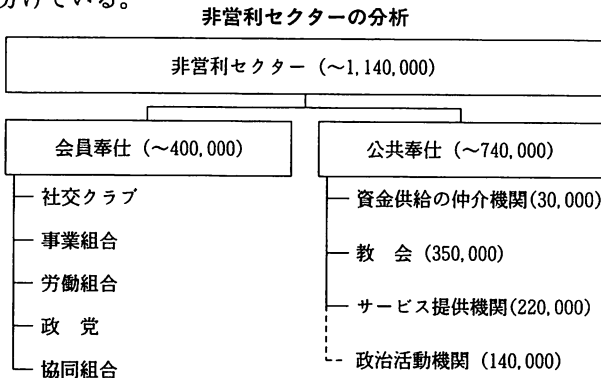 分けている。
非営利セクターの分析
非営利セクター（～1,140,000）
会員奉仕（～400,000）
社交クラブ
事業組合
労働組合
政　党
協同組合
公共奉仕（～740,000）
資金供給の仲介機関(30,000)
教　会（350,000）
サービス提供機関(220,000)
政治活動機関（140,000）